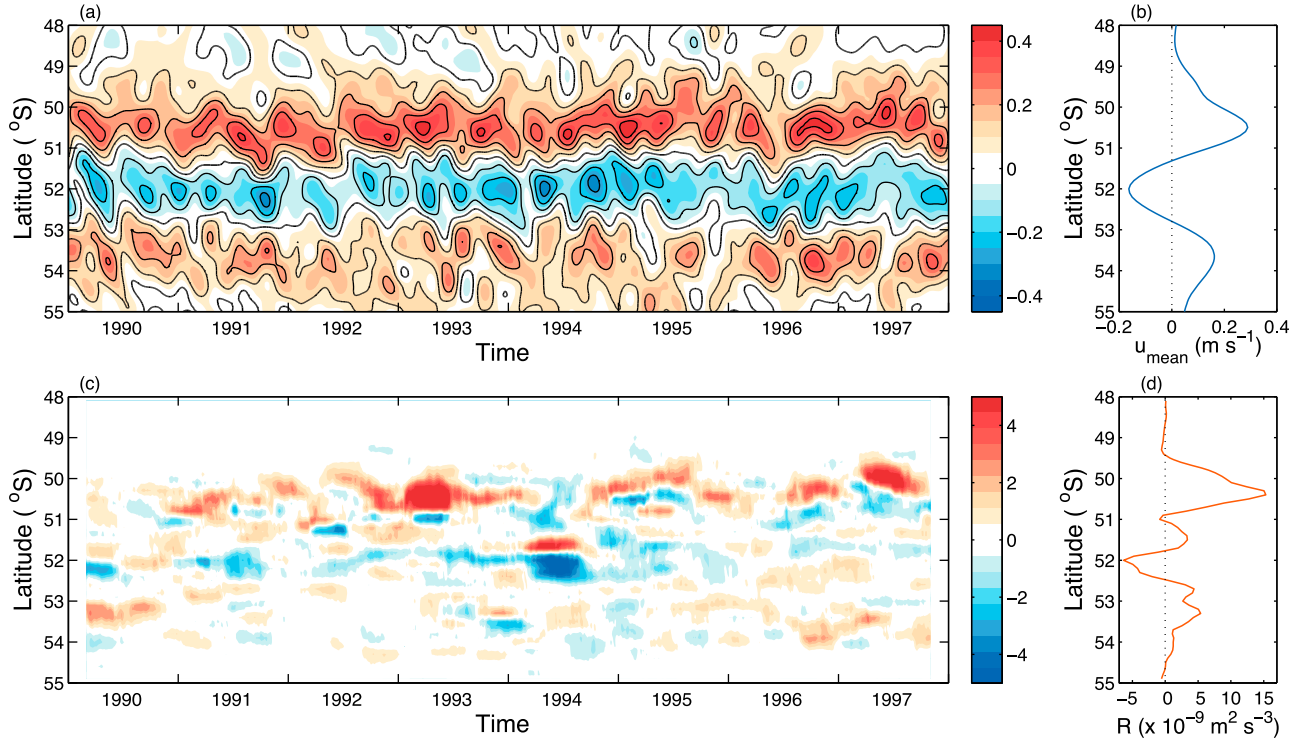 (a)
48
49
50
51
52
53
54
55
Latitude ( °S)
1990 1991 1992 1993 1994 1995 1996 1997
Time
0.4
0.2
0
−0.2
−0.4
(b)
48
49
50
51
52
53
54
55
Latitude ( °S)
−0.2 0 0.2 0.4
u_mean (m s⁻¹)
(c)
48
49
50
51
52
53
54
55
Latitude ( °S)
1990 1991 1992 1993 1994 1995 1996 1997
Time
4
2
0
−2
−4
(d)
48
49
50
51
52
53
54
55
Latitude ( °S)
−5 0 5 10 15
R (x 10⁻⁹ m² s⁻³)